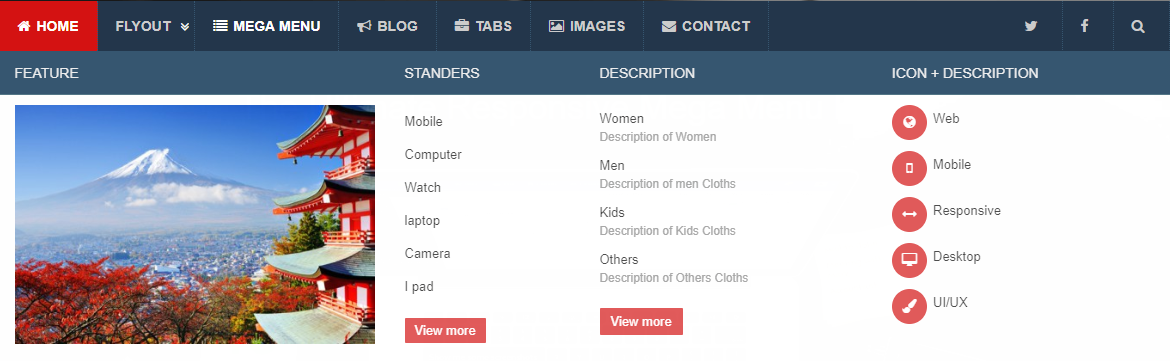 HOME FLYOUT MEGA MENU BLOG TABS IMAGES CONTACT
FEATURE STANDERS DESCRIPTION ICON + DESCRIPTION
Mobile
Computer
Watch
laptop
Camera
I pad
View more
Women
Description of Women
Men
Description of men Cloths
Kids
Description of Kids Cloths
Others
Description of Others Cloths
View more
Web
Mobile
Responsive
Desktop
UI/UX